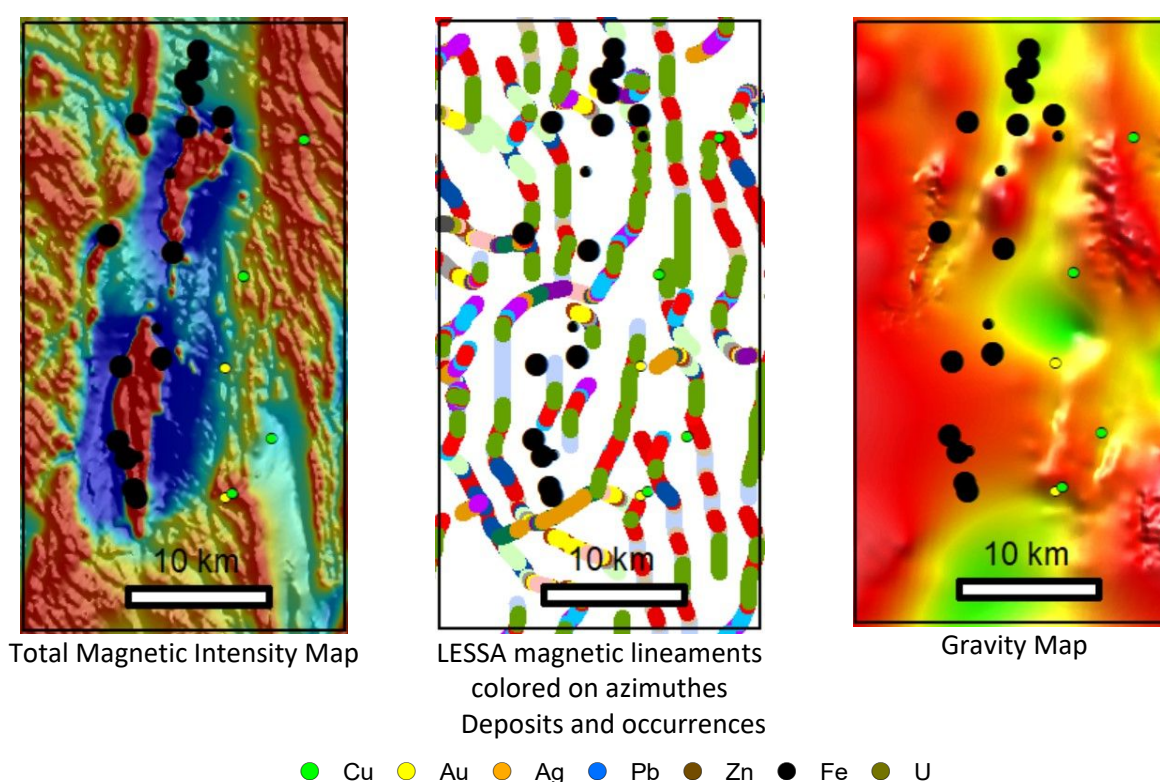 10 km
10 km
10 km
Total Magnetic Intensity Map
LESSA magnetic lineaments
colored on azimuthes
Gravity Map
Deposits and occurrences
Cu Au Ag Pb Zn Fe U